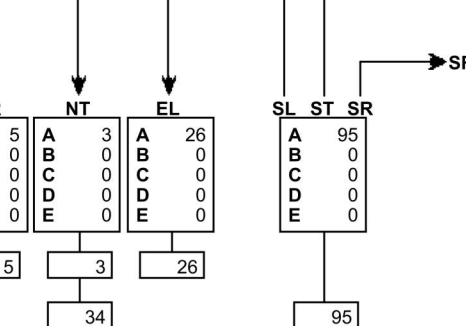 SR
NT EL SL ST SR
5 A 3 A 26 A 95
0 B 0 B 0 B 0
0 C 0 C 0 C 0
0 D 0 D 0 D 0
0 E 0 E 0 E 0
5 3 26
34 95